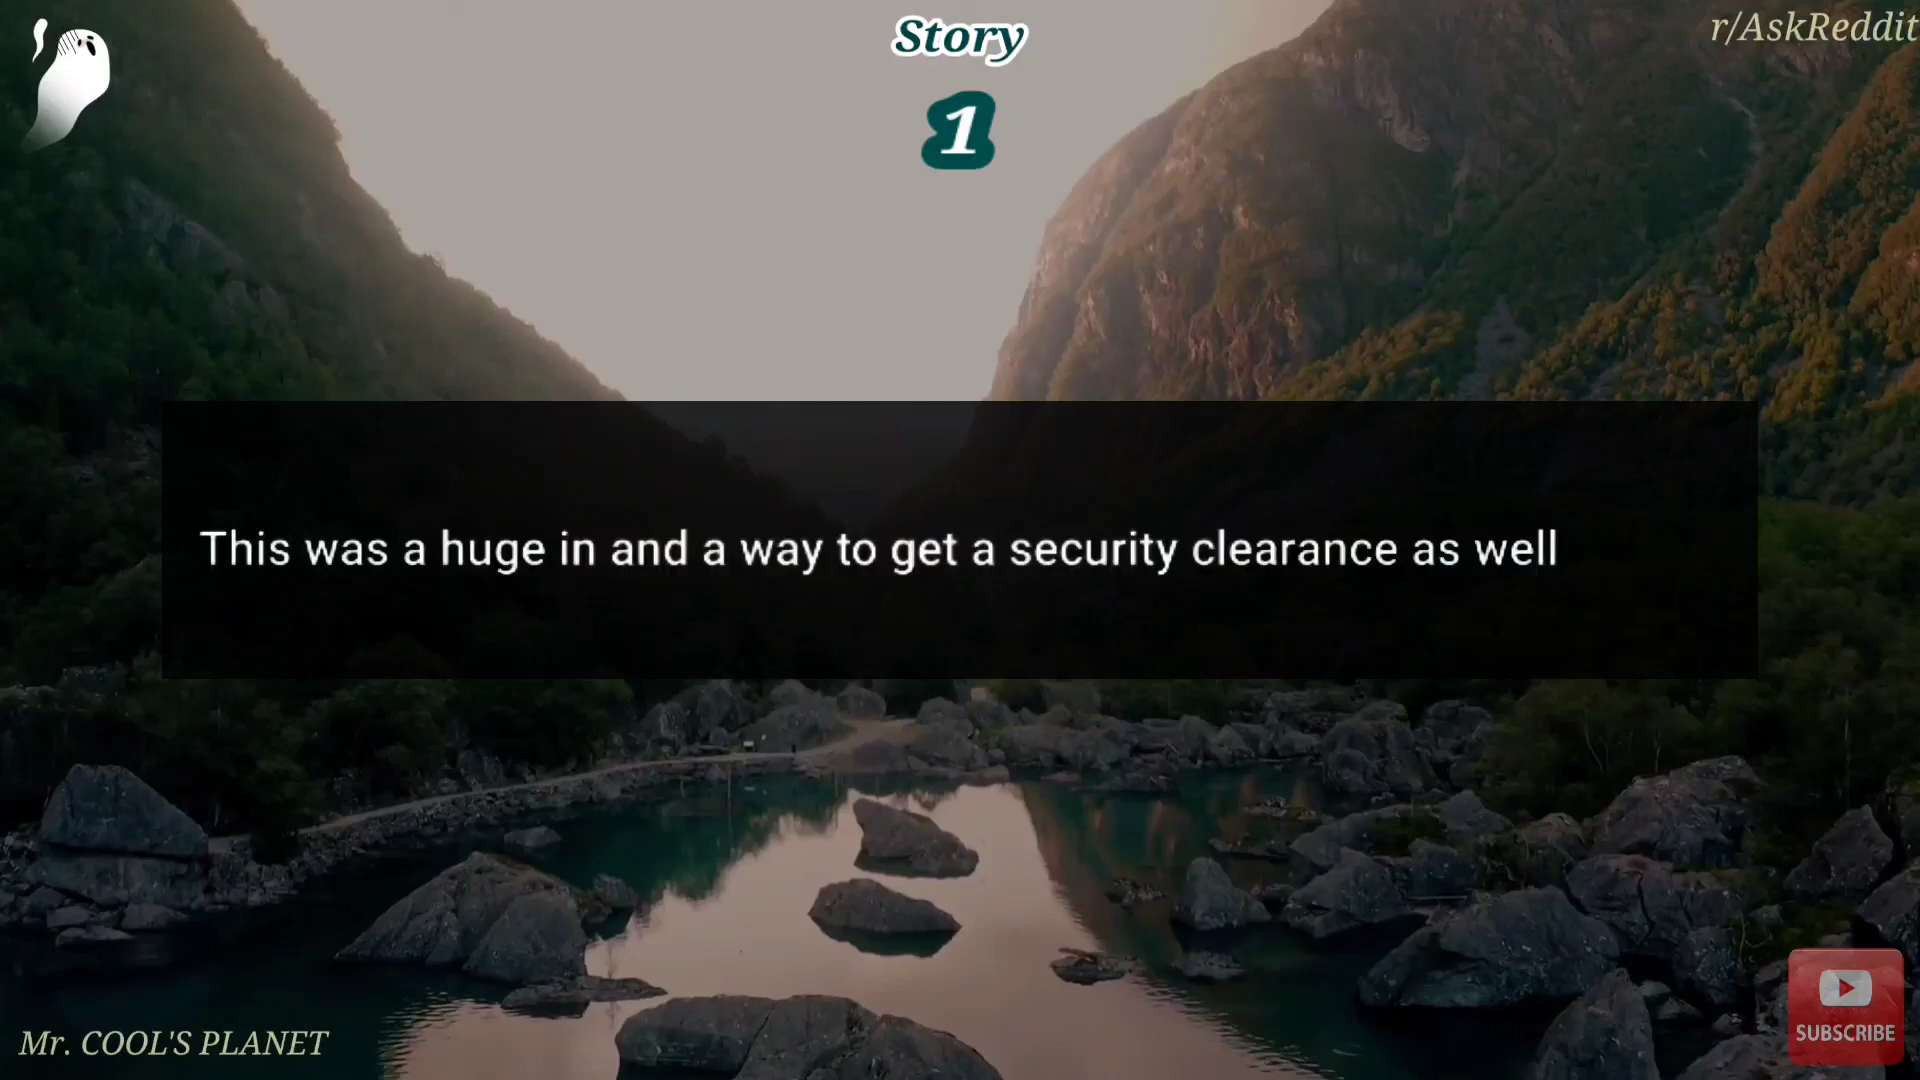 Story
r/AskReddit
1
This was a huge in and a way to get a security clearance as well
Mr. COOL'S PLANET
SUBSCRIBE